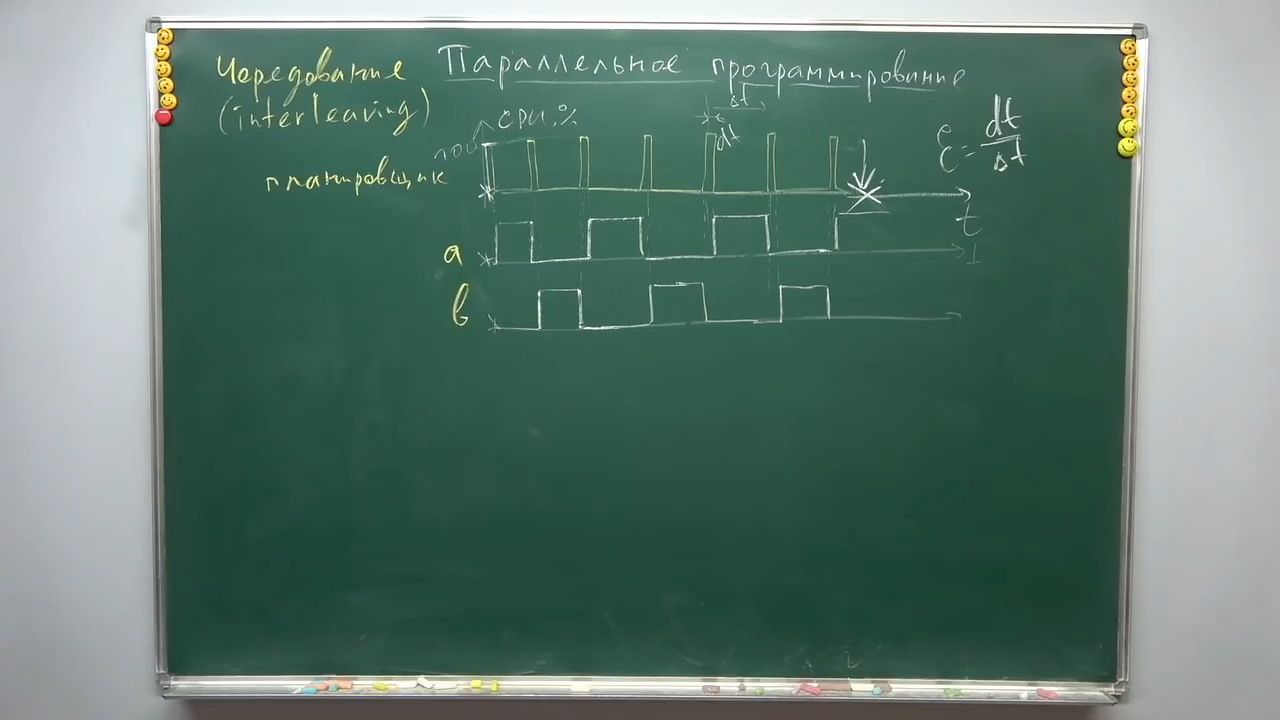 Чередование
(interleaving)
Параллельное программирование
CPU,%
100
Δt
dt
ε = dt/Δt
планировщик
t
a
t
b